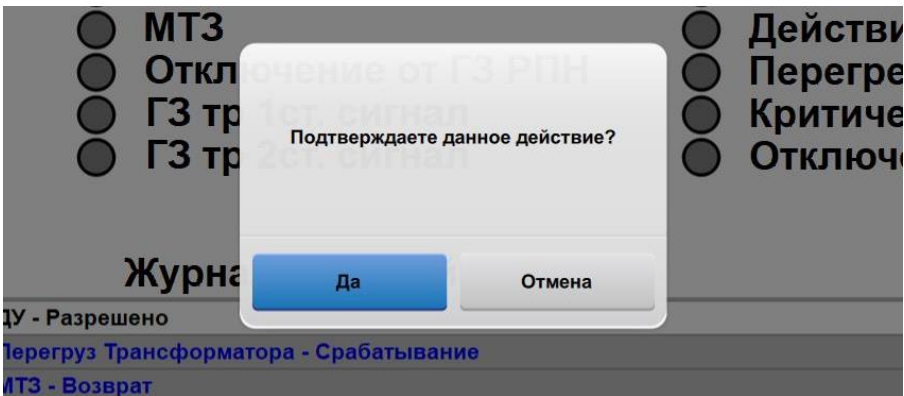 МТЗ
Действи
Отключение от ГЗ РПН
Перегре
ГЗ тр 1ст. сигнал
Критиче
ГЗ тр 2ст. сигнал
Отключ
Подтверждаете данное действие?
Да
Отмена
Журна
ДУ - Разрешено
Перегруз Трансформатора - Срабатывание
МТЗ - Возврат